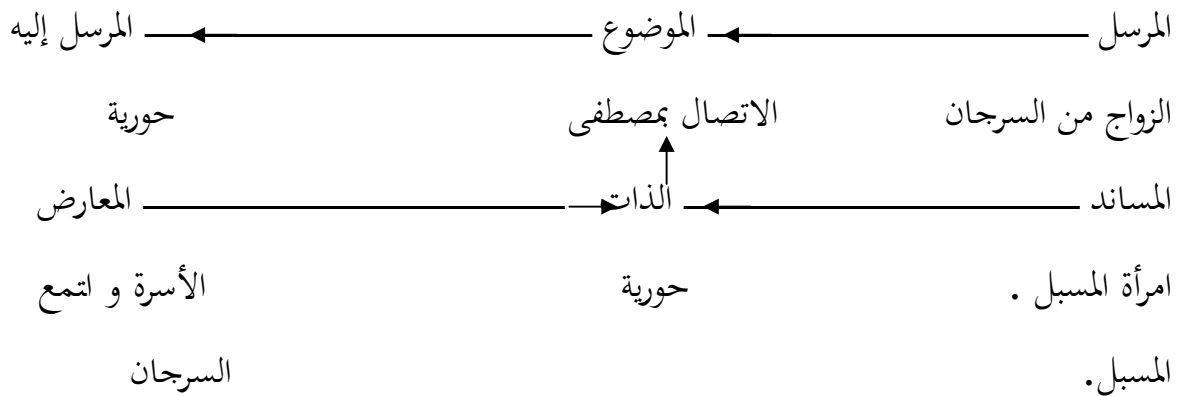 المرسل الموضوع المرسل إليه
الزواج من السرجان الاتصال بمصطفى حورية
المساند الذات المعارض
امرأة المسبل . حورية الأسرة و اتمع
المسبل. السرجان